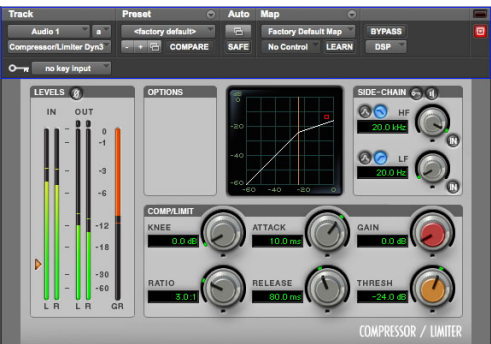 Track Preset Auto Map
Audio 1 a <factory default> Factory Default Map BYPASS
Compressor/Limiter Dyn3 - + COMPARE SAFE No Control LEARN DSP
no key input
LEVELS OPTIONS SIDE-CHAIN
IN OUT
0
-1
-3
-6
-12
-18
-30
-60
L R L R GR
dB
0
-20
-40
-60
-60 -40 -20 0
HF
20.0 kHz
IN
LF
20.0 Hz
IN
COMP/LIMIT
KNEE ATTACK GAIN
0.0 dB 10.0 ms 0.0 dB
RATIO RELEASE THRESH
3.0:1 80.0 ms -24.0 dB
COMPRESSOR / LIMITER